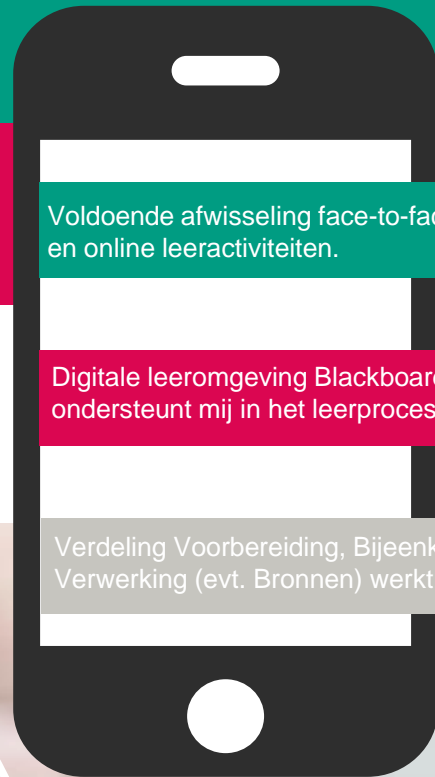 Voldoende afwisseling face-to-fac
en online leeractiviteiten.
Digitale leeromgeving Blackboard
ondersteunt mij in het leerproces
Verdeling Voorbereiding, Bijeenk
Verwerking (evt. Bronnen) werkt